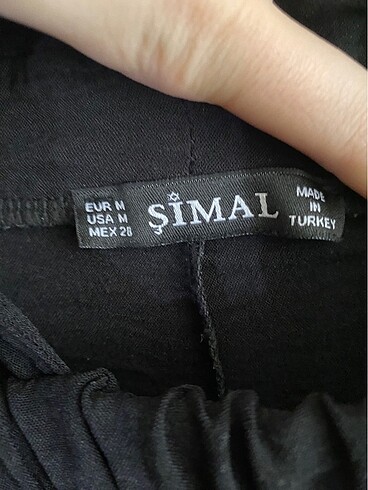 EUR M
USA M
MEX 28
ŞİMAL
MADE
IN
TURKEY